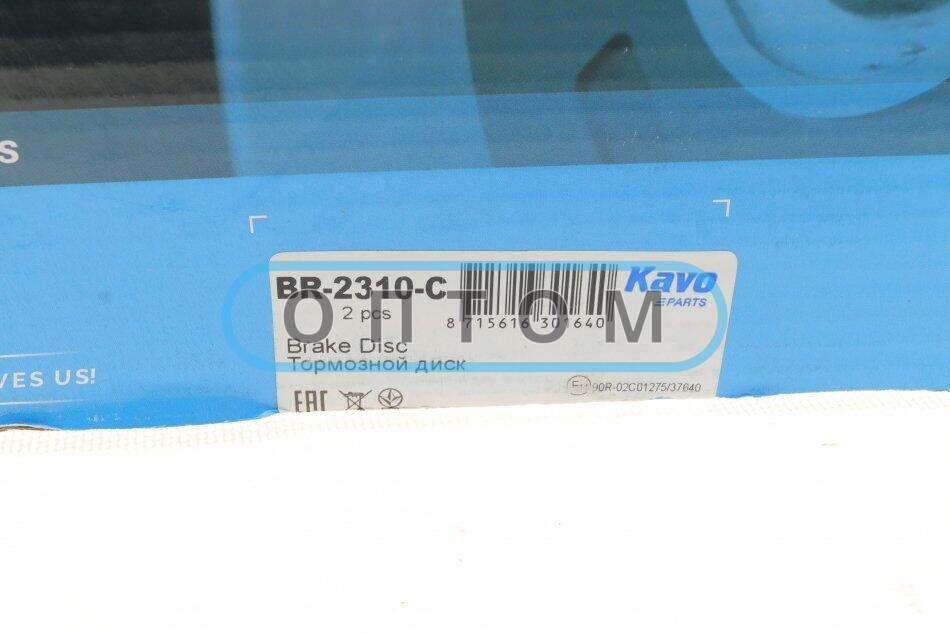 S
VES US!
BR-2310-C
2 pcs
8 715616 301640
Kavo
PARTS
Brake Disc
Тормозной диск
ОПТОМ
EAC
90R-02C01275/37640